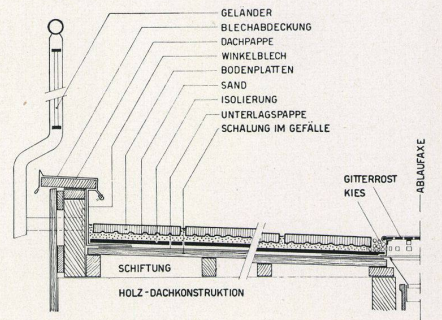 GELÄNDER
BLECHABDECKUNG
DACHPAPPE
WINKELBLECH
BODENPLATTEN
SAND
ISOLIERUNG
UNTERLAGSPAPPE
SCHALUNG IM GEFÄLLE
GITTERROST
KIES
ABLAUFAXE
SCHIFTUNG
HOLZ-DACHKONSTRUKTION